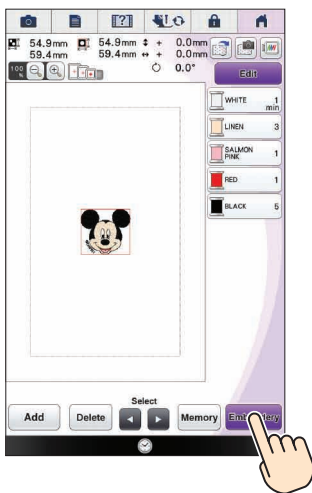 [?]
54.9mm 54.9mm + 0.0mm
59.4mm 59.4mm + 0.0mm
100 % 0.0°
Edit
WHITE 1
min
LINEN 3
SALMON PINK 1
RED 1
BLACK 5
Select
Add Delete Memory